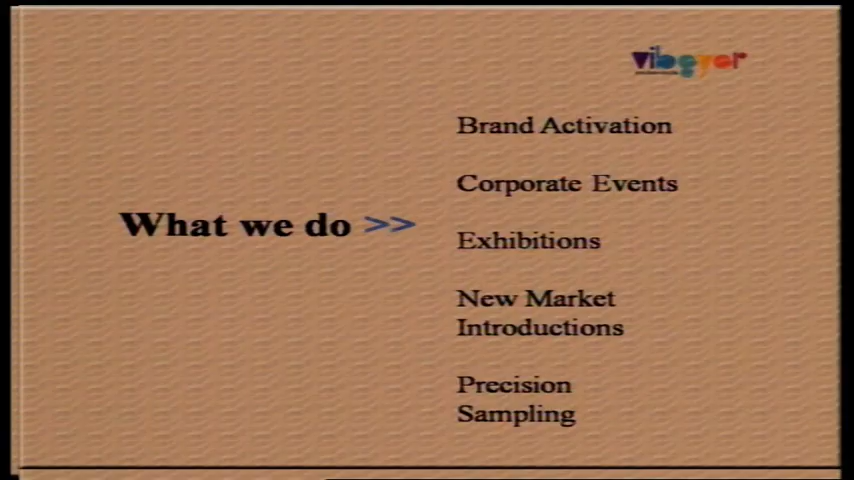 vibgyor
Brand Activation
Corporate Events
What we do >>
Exhibitions
New Market
Introductions
Precision
Sampling